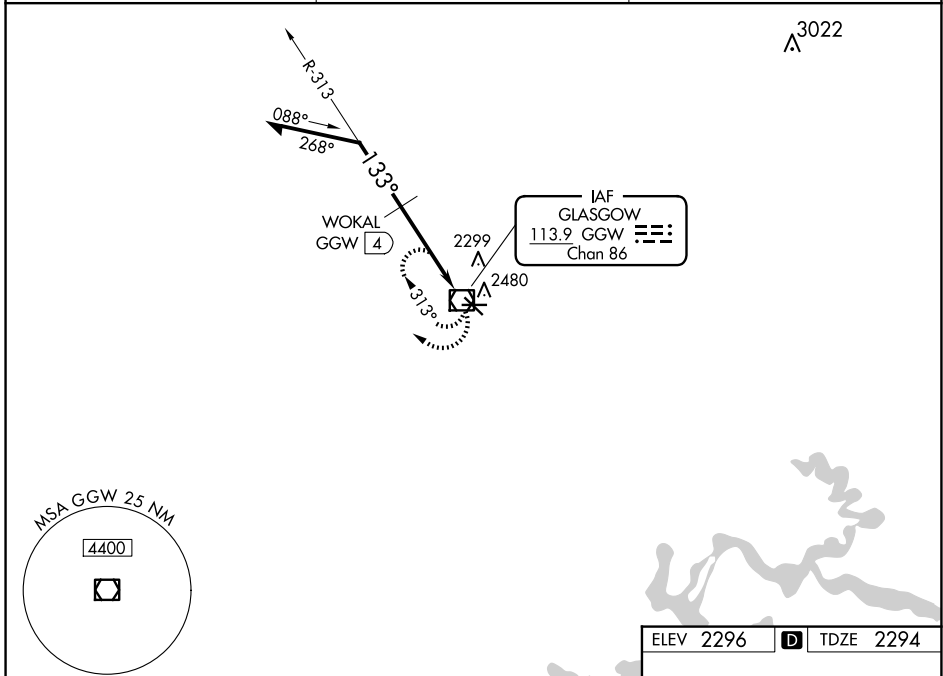 3022
R-313
088°
268°
133°
WOKAL
GGW 4
IAF
GLASGOW
113.9 GGW
Chan 86
2299
2480
313°
MSA GGW 25 NM
4400
ELEV 2296 D TDZE 2294